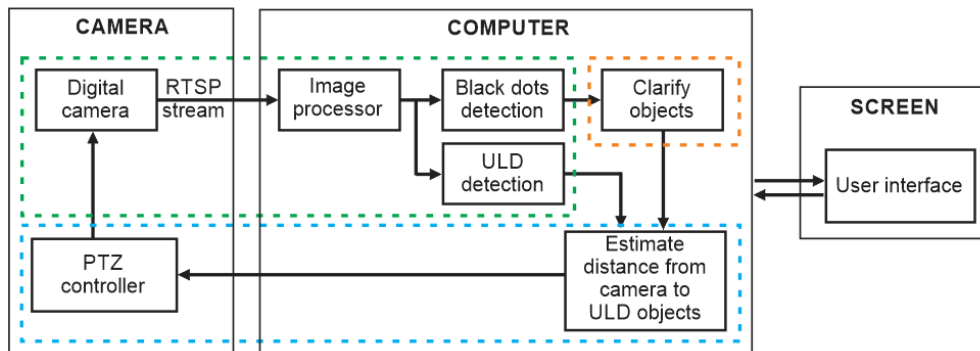 CAMERA
COMPUTER
Digital
camera
RTSP
stream
Image
processor
Black dots
detection
Clarify
objects
ULD
detection
SCREEN
User interface
PTZ
controller
Estimate
distance from
camera to
ULD objects